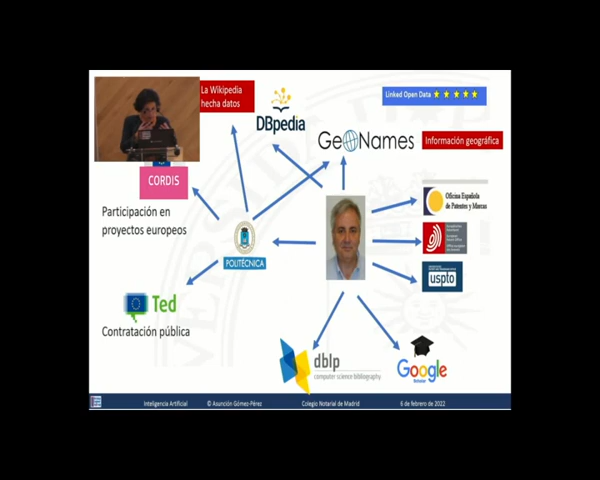 La Wikipedia
hecha datos
DBpedia
Linked Open Data
GeoNames
Información geográfica
CORDIS
Participación en
proyectos europeos
POLITÉCNICA
Oficina Española
de Patentes y Marcas
uspto
Ted
Contratación pública
dblp
computer science bibliography
Google
Inteligencia Artificial
© Asunción Gómez-Pérez
Colegio Notarial de Madrid
6 de febrero de 2022